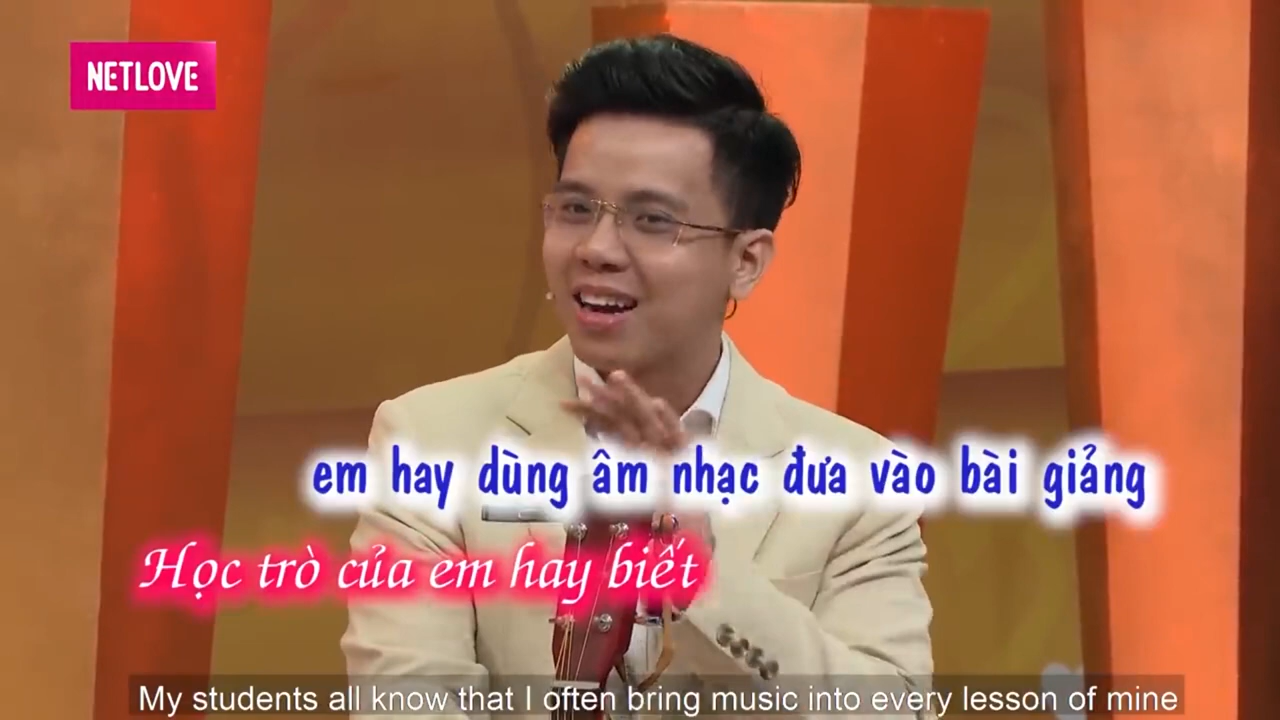 NETLOVE
em hay dùng âm nhạc đưa vào bài giảng
Học trò của em hay biết
My students all know that I often bring music into every lesson of mine